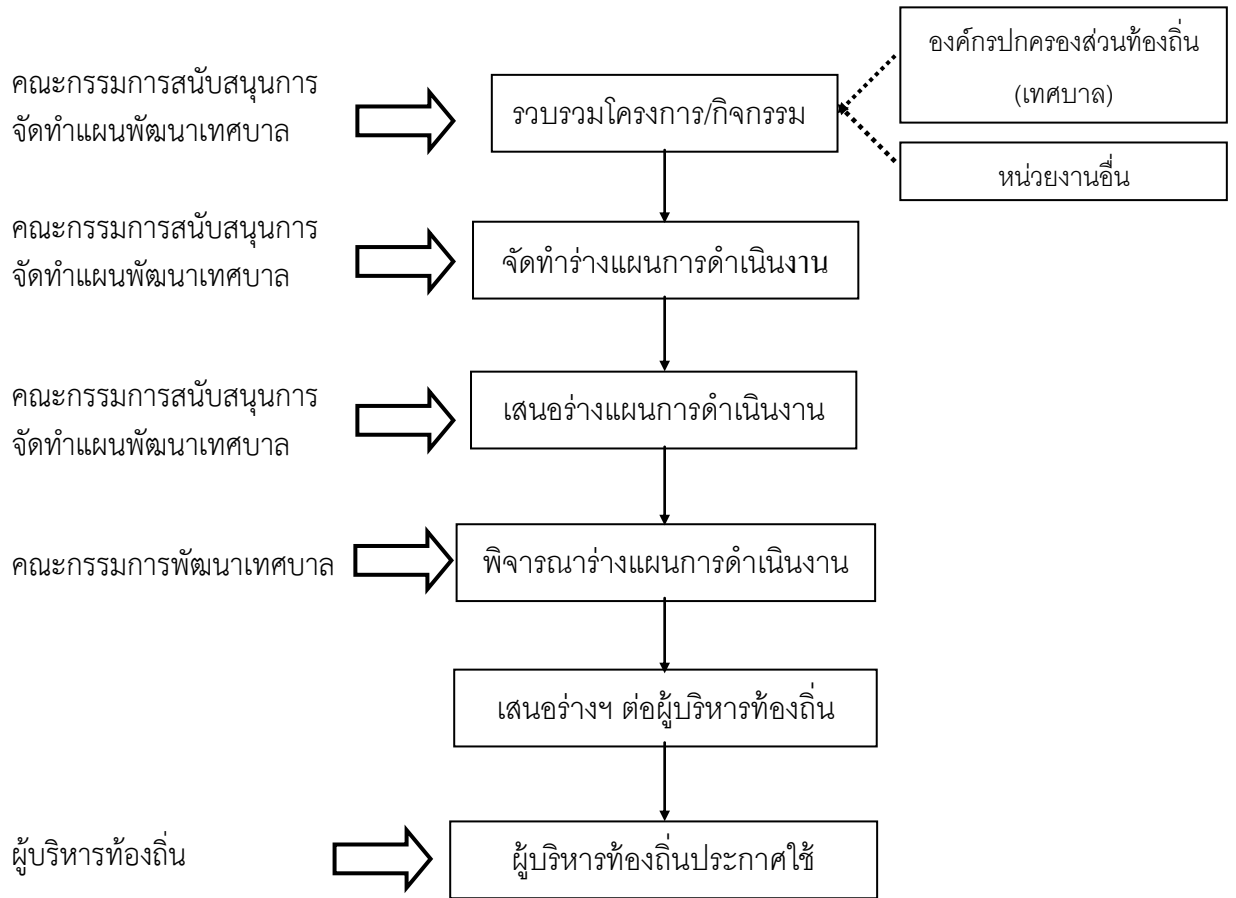 องค์กรปกครองส่วนท้องถิ่น
(เทศบาล)
คณะกรรมการสนับสนุนการ
จัดทำแผนพัฒนาเทศบาล
รวบรวมโครงการ/กิจกรรม
หน่วยงานอื่น
คณะกรรมการสนับสนุนการ
จัดทำแผนพัฒนาเทศบาล
จัดทำร่างแผนการดำเนินงาน
คณะกรรมการสนับสนุนการ
จัดทำแผนพัฒนาเทศบาล
เสนอร่างแผนการดำเนินงาน
คณะกรรมการพัฒนาเทศบาล
พิจารณาร่างแผนการดำเนินงาน
เสนอร่างฯ ต่อผู้บริหารท้องถิ่น
ผู้บริหารท้องถิ่น
ผู้บริหารท้องถิ่นประกาศใช้